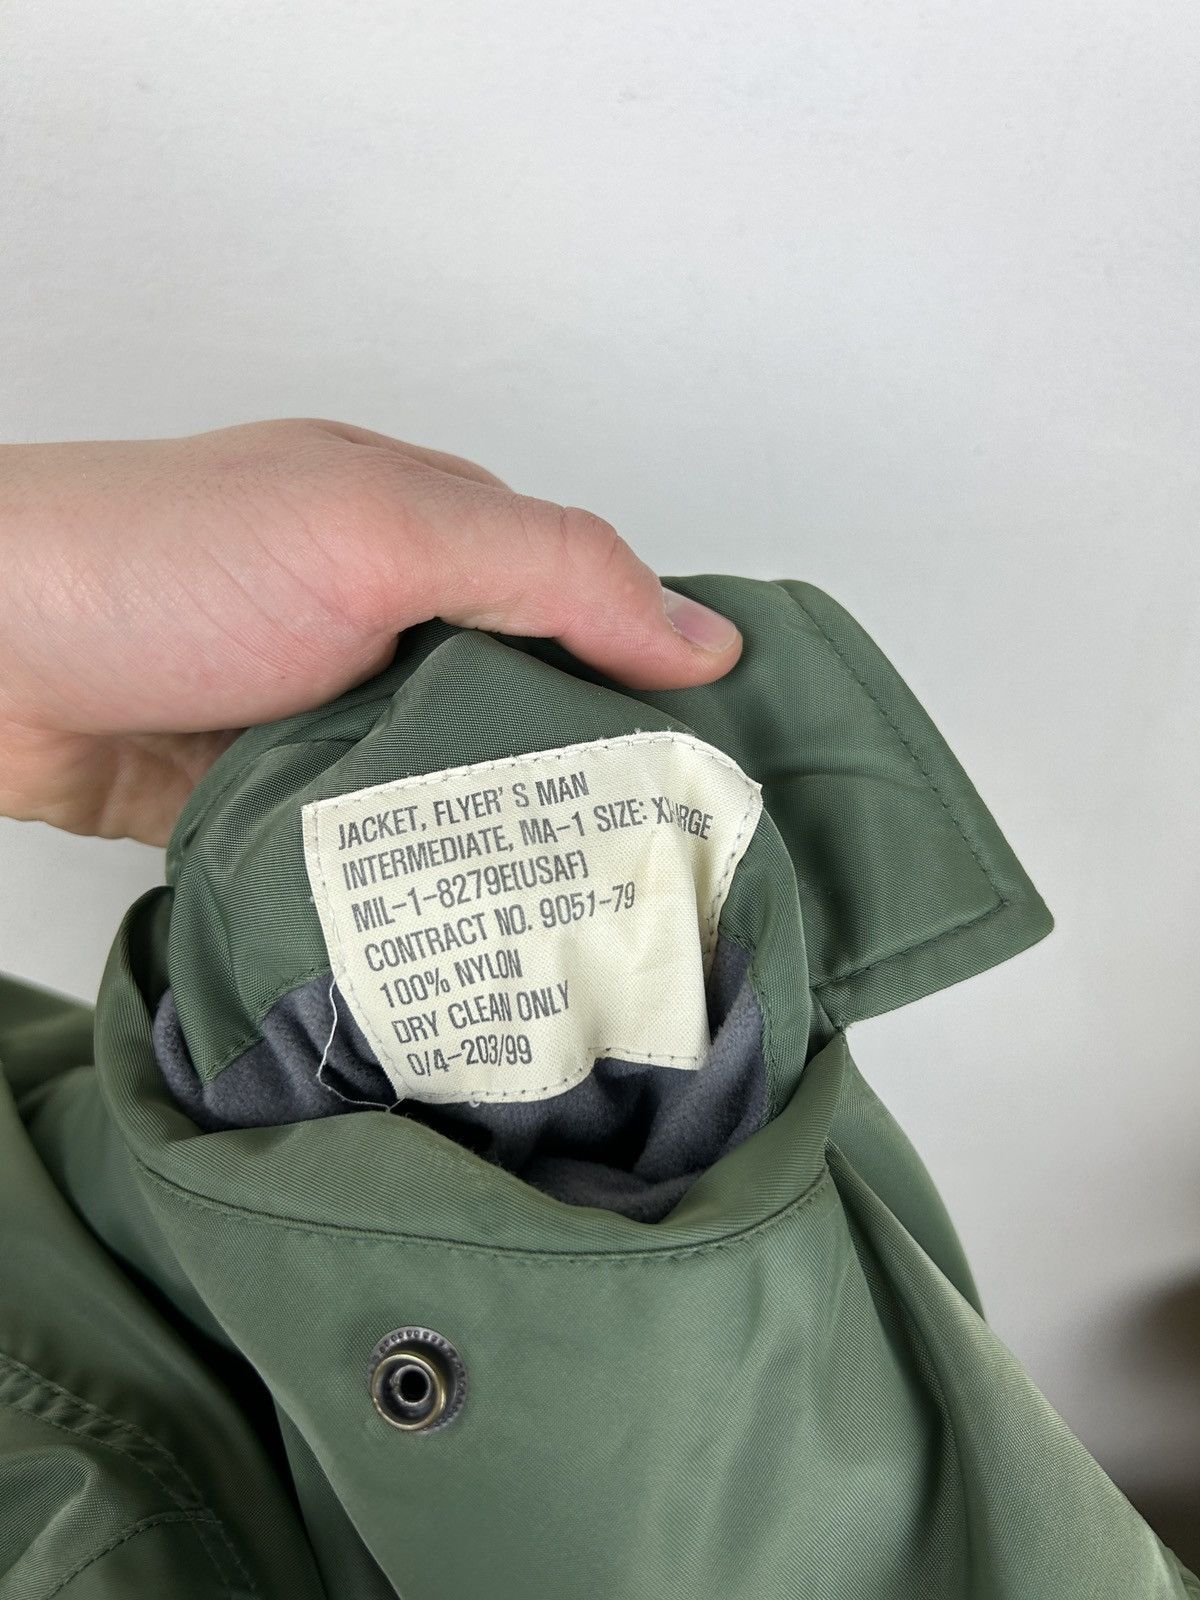 JACKET, FLYER'S MAN
INTERMEDIATE, MA-1 SIZE:
MIL-1-8279E(USAF)
CONTRACT NO. 9051-79
100% NYLON
DRY CLEAN ONLY
0/4-203/99